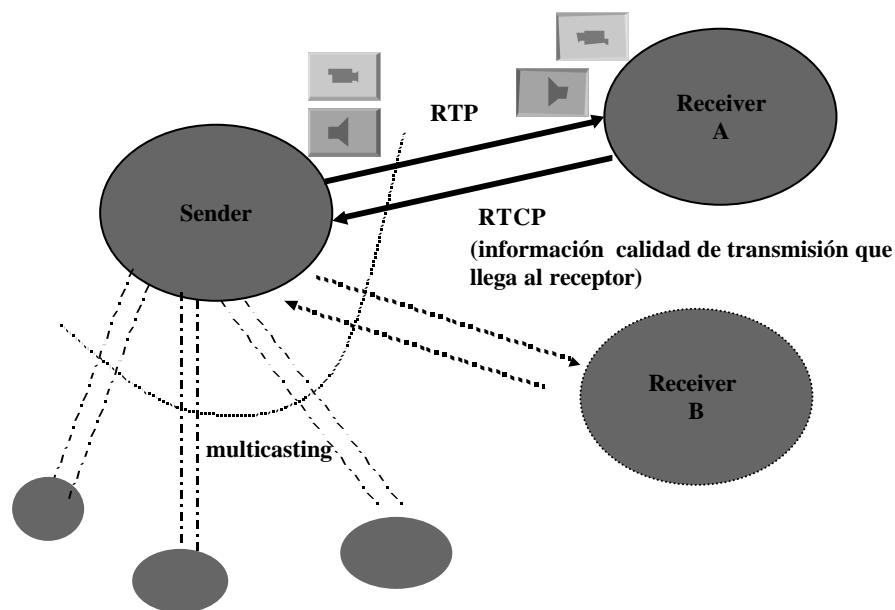 RTP
Receiver
A
Sender
RTCP
(información calidad de transmisión que
llega al receptor)
Receiver
B
multicasting